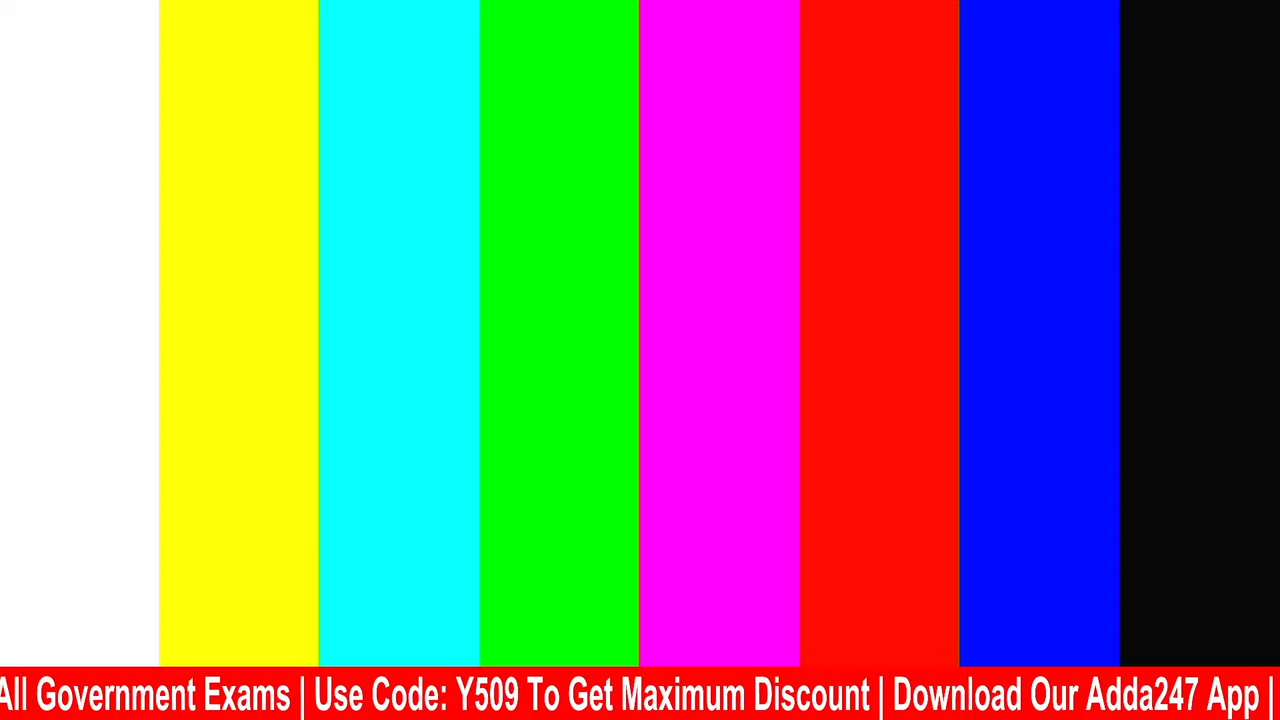 All Government Exams | Use Code: Y509 To Get Maximum Discount | Download Our Adda247 App |